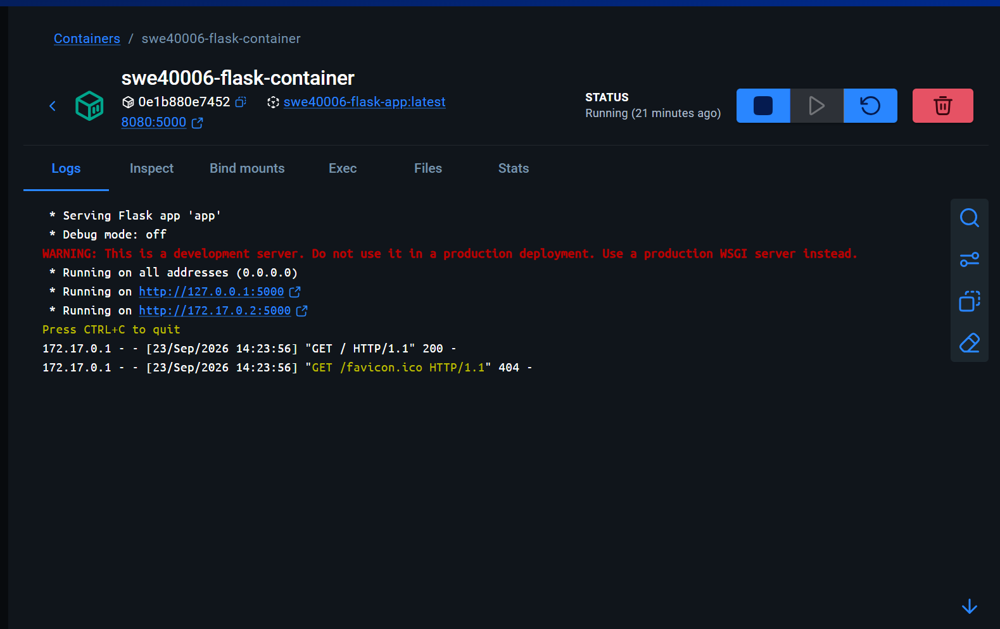 Containers / swe40006-flask-container
swe40006-flask-container
0e1b880e7452 swe40006-flask-app:latest
8080:5000
STATUS
Running (21 minutes ago)
Logs Inspect Bind mounts Exec Files Stats
* Serving Flask app 'app'
* Debug mode: off
WARNING: This is a development server. Do not use it in a production deployment. Use a production WSGI server instead.
* Running on all addresses (0.0.0.0)
* Running on http://127.0.0.1:5000
* Running on http://172.17.0.2:5000
Press CTRL+C to quit
172.17.0.1 - - [23/Sep/2026 14:23:56] "GET / HTTP/1.1" 200 -
172.17.0.1 - - [23/Sep/2026 14:23:56] "GET /favicon.ico HTTP/1.1" 404 -